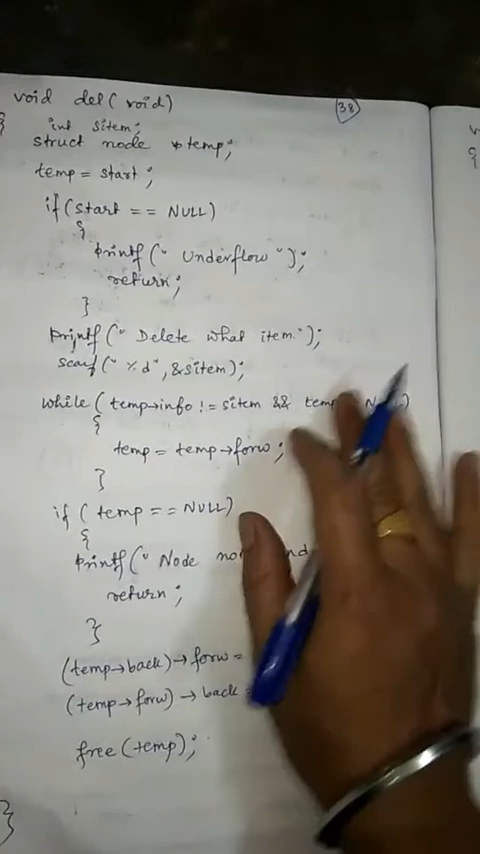 void del(void)
38
{
int sitem;
struct node *temp;
temp = start;
if(start == NULL)
{
printf(" Underflow");
return;
}
printf(" Delete what item.");
scanf(" %d", &sitem);
while( temp→info != sitem && temp
{
temp = temp→forw;
}
if( temp == NULL)
{
printf(" Node
return;
}
(temp→back)→forw =
(temp→forw)→back =
free(temp);
}